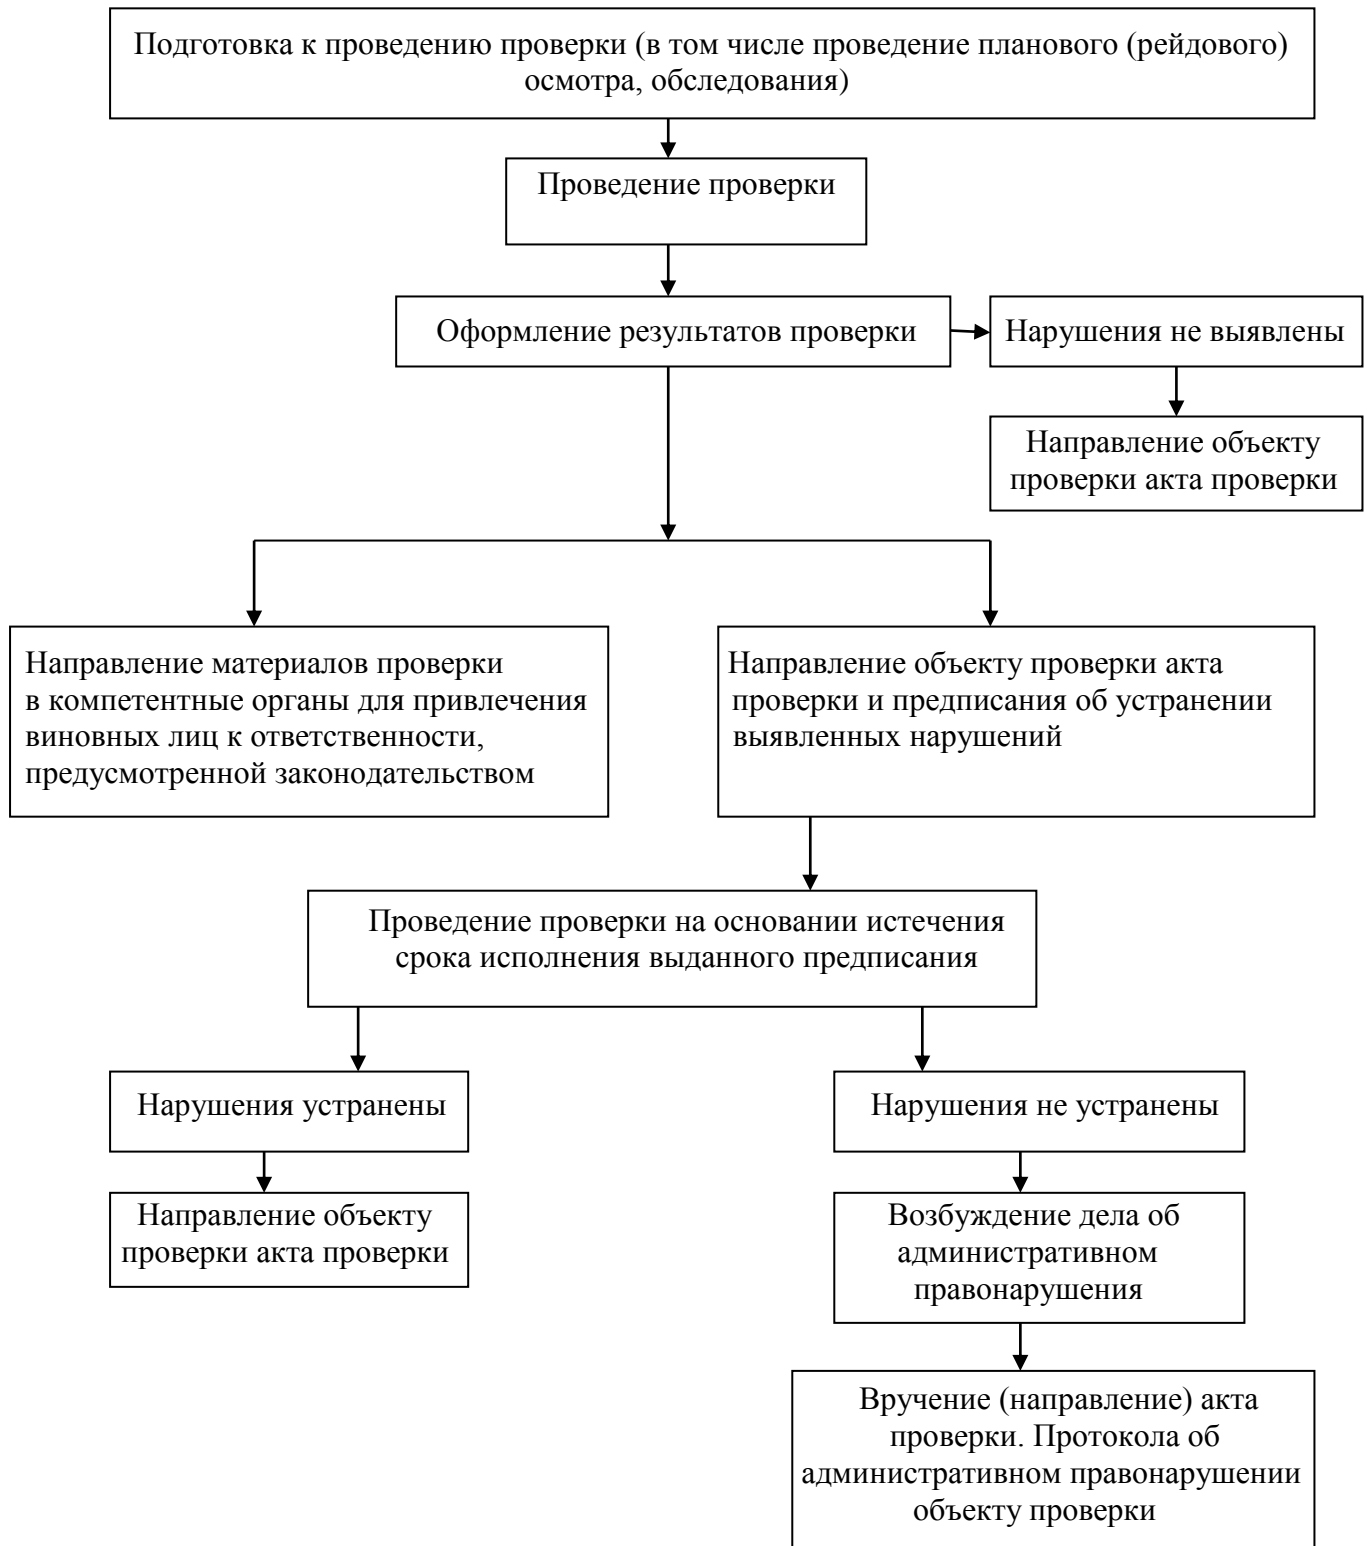 Подготовка к проведению проверки (в том числе проведение планового (рейдового)
осмотра, обследования)
Проведение проверки
Оформление результатов проверки
Нарушения не выявлены
Направление объекту
проверки акта проверки
Направление материалов проверки
в компетентные органы для привлечения
виновных лиц к ответственности,
предусмотренной законодательством
Направление объекту проверки акта
проверки и предписания об устранении
выявленных нарушений
Проведение проверки на основании истечения
срока исполнения выданного предписания
Нарушения устранены
Направление объекту
проверки акта проверки
Нарушения не устранены
Возбуждение дела об
административном
правонарушения
Вручение (направление) акта
проверки. Протокола об
административном правонарушении
объекту проверки